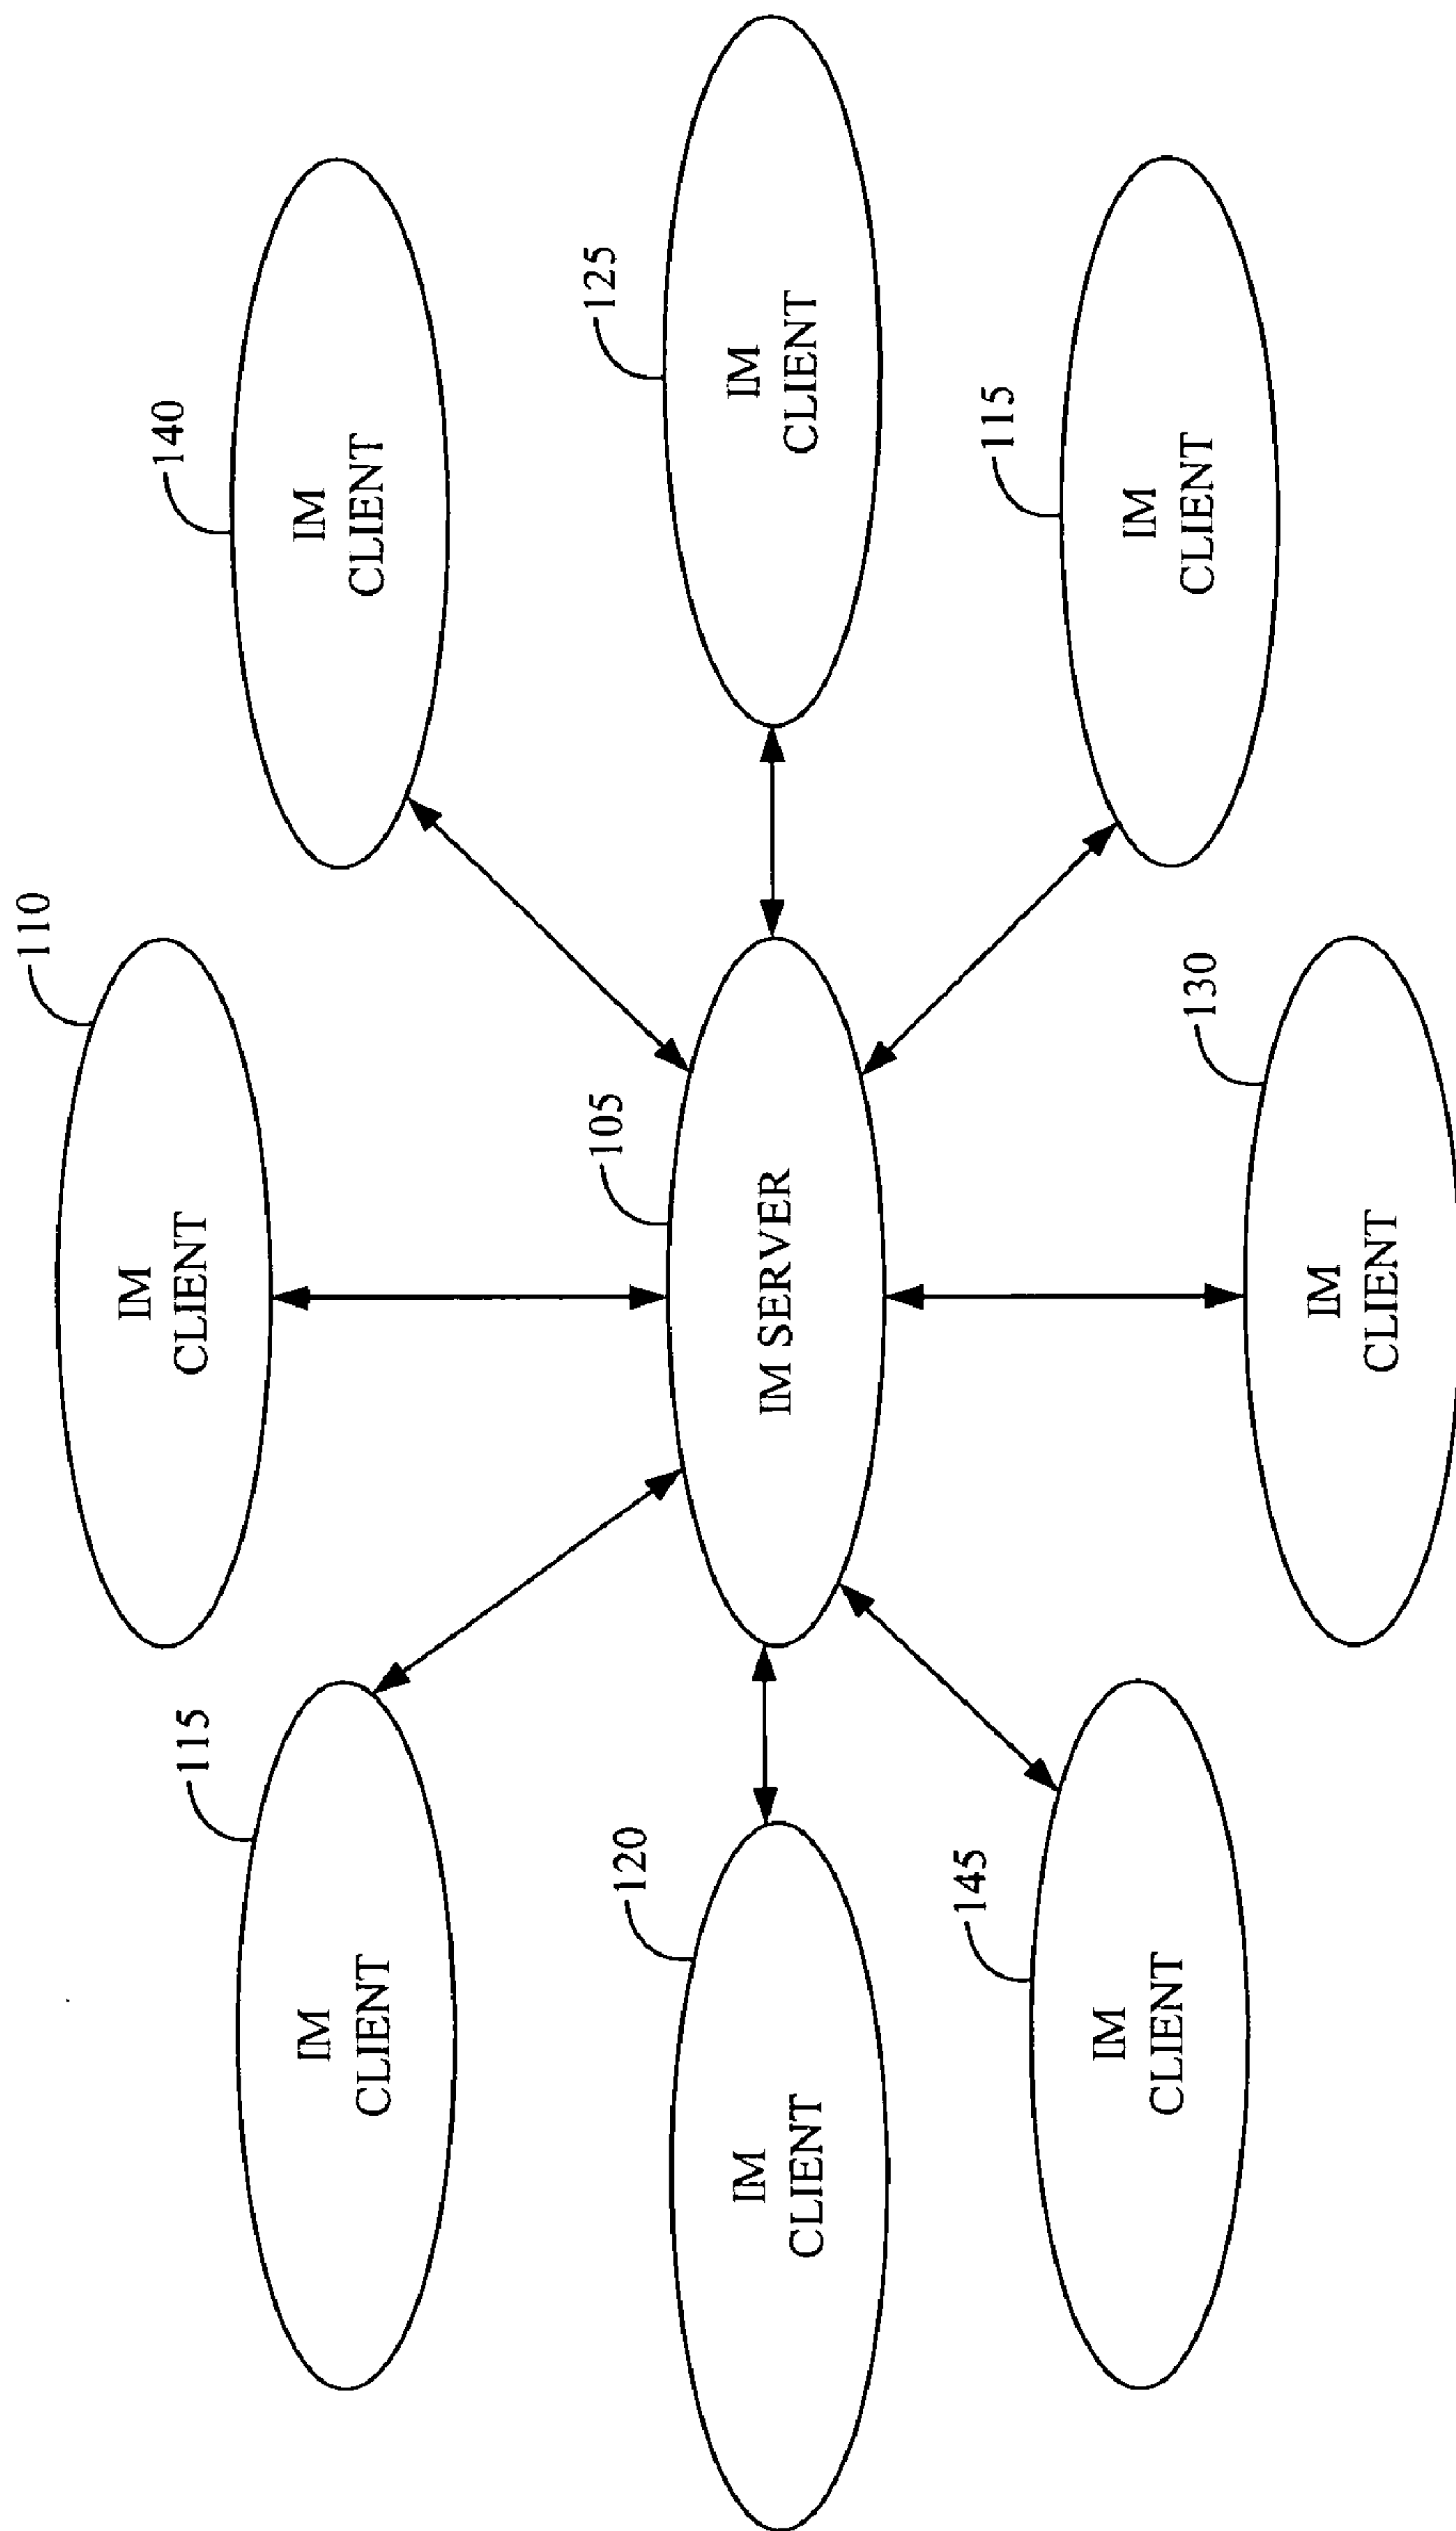 110
IM
CLIENT
115
IM
CLIENT
140
IM
CLIENT
120
IM
CLIENT
105
IM SERVER
125
IM
CLIENT
145
IM
CLIENT
115
IM
CLIENT
130
IM
CLIENT